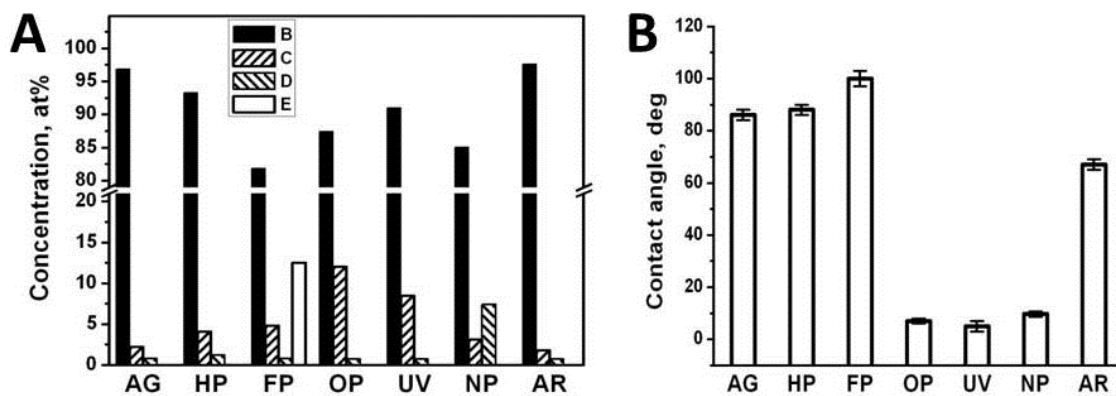 A
Concentration, at%
100
95
90
85
80
20
15
10
5
0
B
C
D
E
AG HP FP OP UV NP AR
B
Contact angle, deg
120
100
80
60
40
20
0
AG HP FP OP UV NP AR